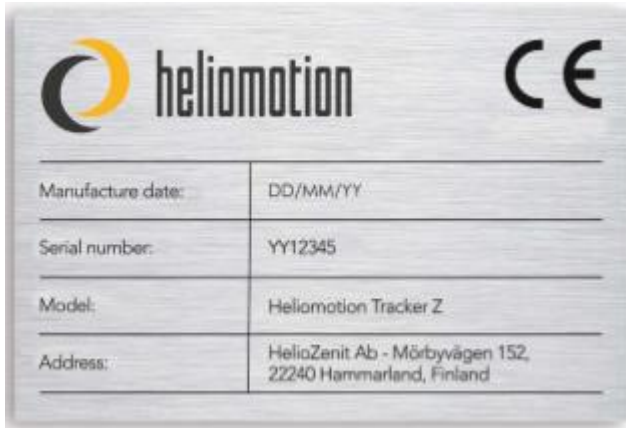 heliomotion
CE
Manufacture date: DD/MM/YY
Serial number: YY12345
Model: Heliomotion Tracker Z
Address: HelioZenit Ab - Mörbyvägen 152,
22240 Hammarland, Finland